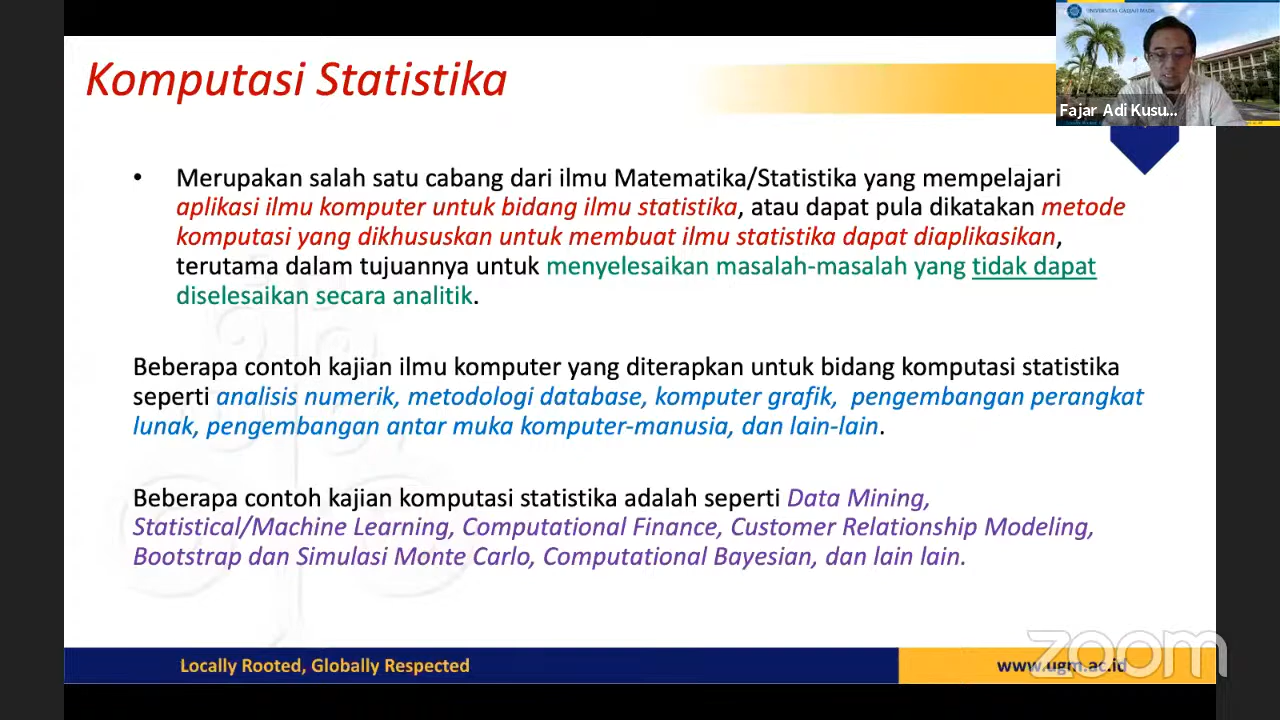 Komputasi Statistika
UNIVERSITAS GADJAH MADA
Fajar Adi Kusu...
• Merupakan salah satu cabang dari ilmu Matematika/Statistika yang mempelajari
aplikasi ilmu komputer untuk bidang ilmu statistika, atau dapat pula dikatakan metode
komputasi yang dikhususkan untuk membuat ilmu statistika dapat diaplikasikan,
terutama dalam tujuannya untuk menyelesaikan masalah-masalah yang tidak dapat
diselesaikan secara analitik.
Beberapa contoh kajian ilmu komputer yang diterapkan untuk bidang komputasi statistika
seperti analisis numerik, metodologi database, komputer grafik, pengembangan perangkat
lunak, pengembangan antar muka komputer-manusia, dan lain-lain.
Beberapa contoh kajian komputasi statistika adalah seperti Data Mining,
Statistical/Machine Learning, Computational Finance, Customer Relationship Modeling,
Bootstrap dan Simulasi Monte Carlo, Computational Bayesian, dan lain lain.
Locally Rooted, Globally Respected
www.ugm.ac.id
zoom